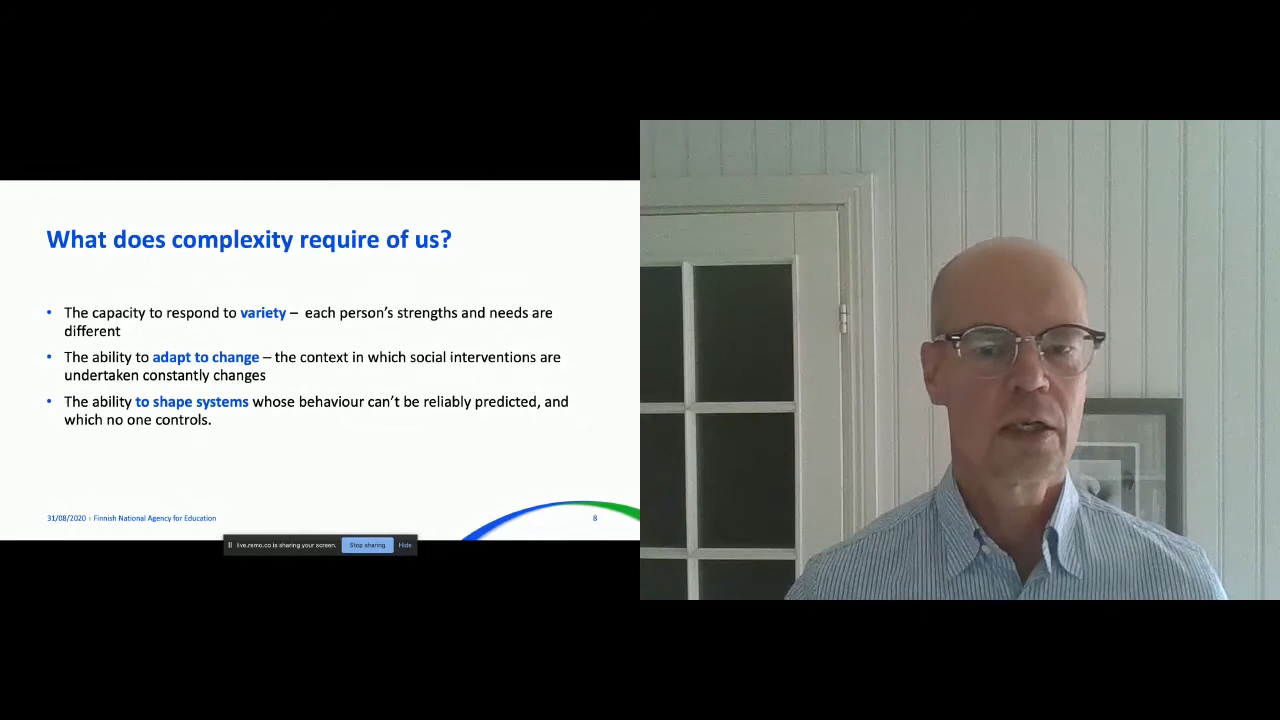 What does complexity require of us?
• The capacity to respond to variety – each person's strengths and needs are
different
• The ability to adapt to change – the context in which social interventions are
undertaken constantly changes
• The ability to shape systems whose behaviour can't be reliably predicted, and
which no one controls.
31/08/2020 | Finnish National Agency for Education
8
live.remo.co is sharing your screen. Stop sharing Hide